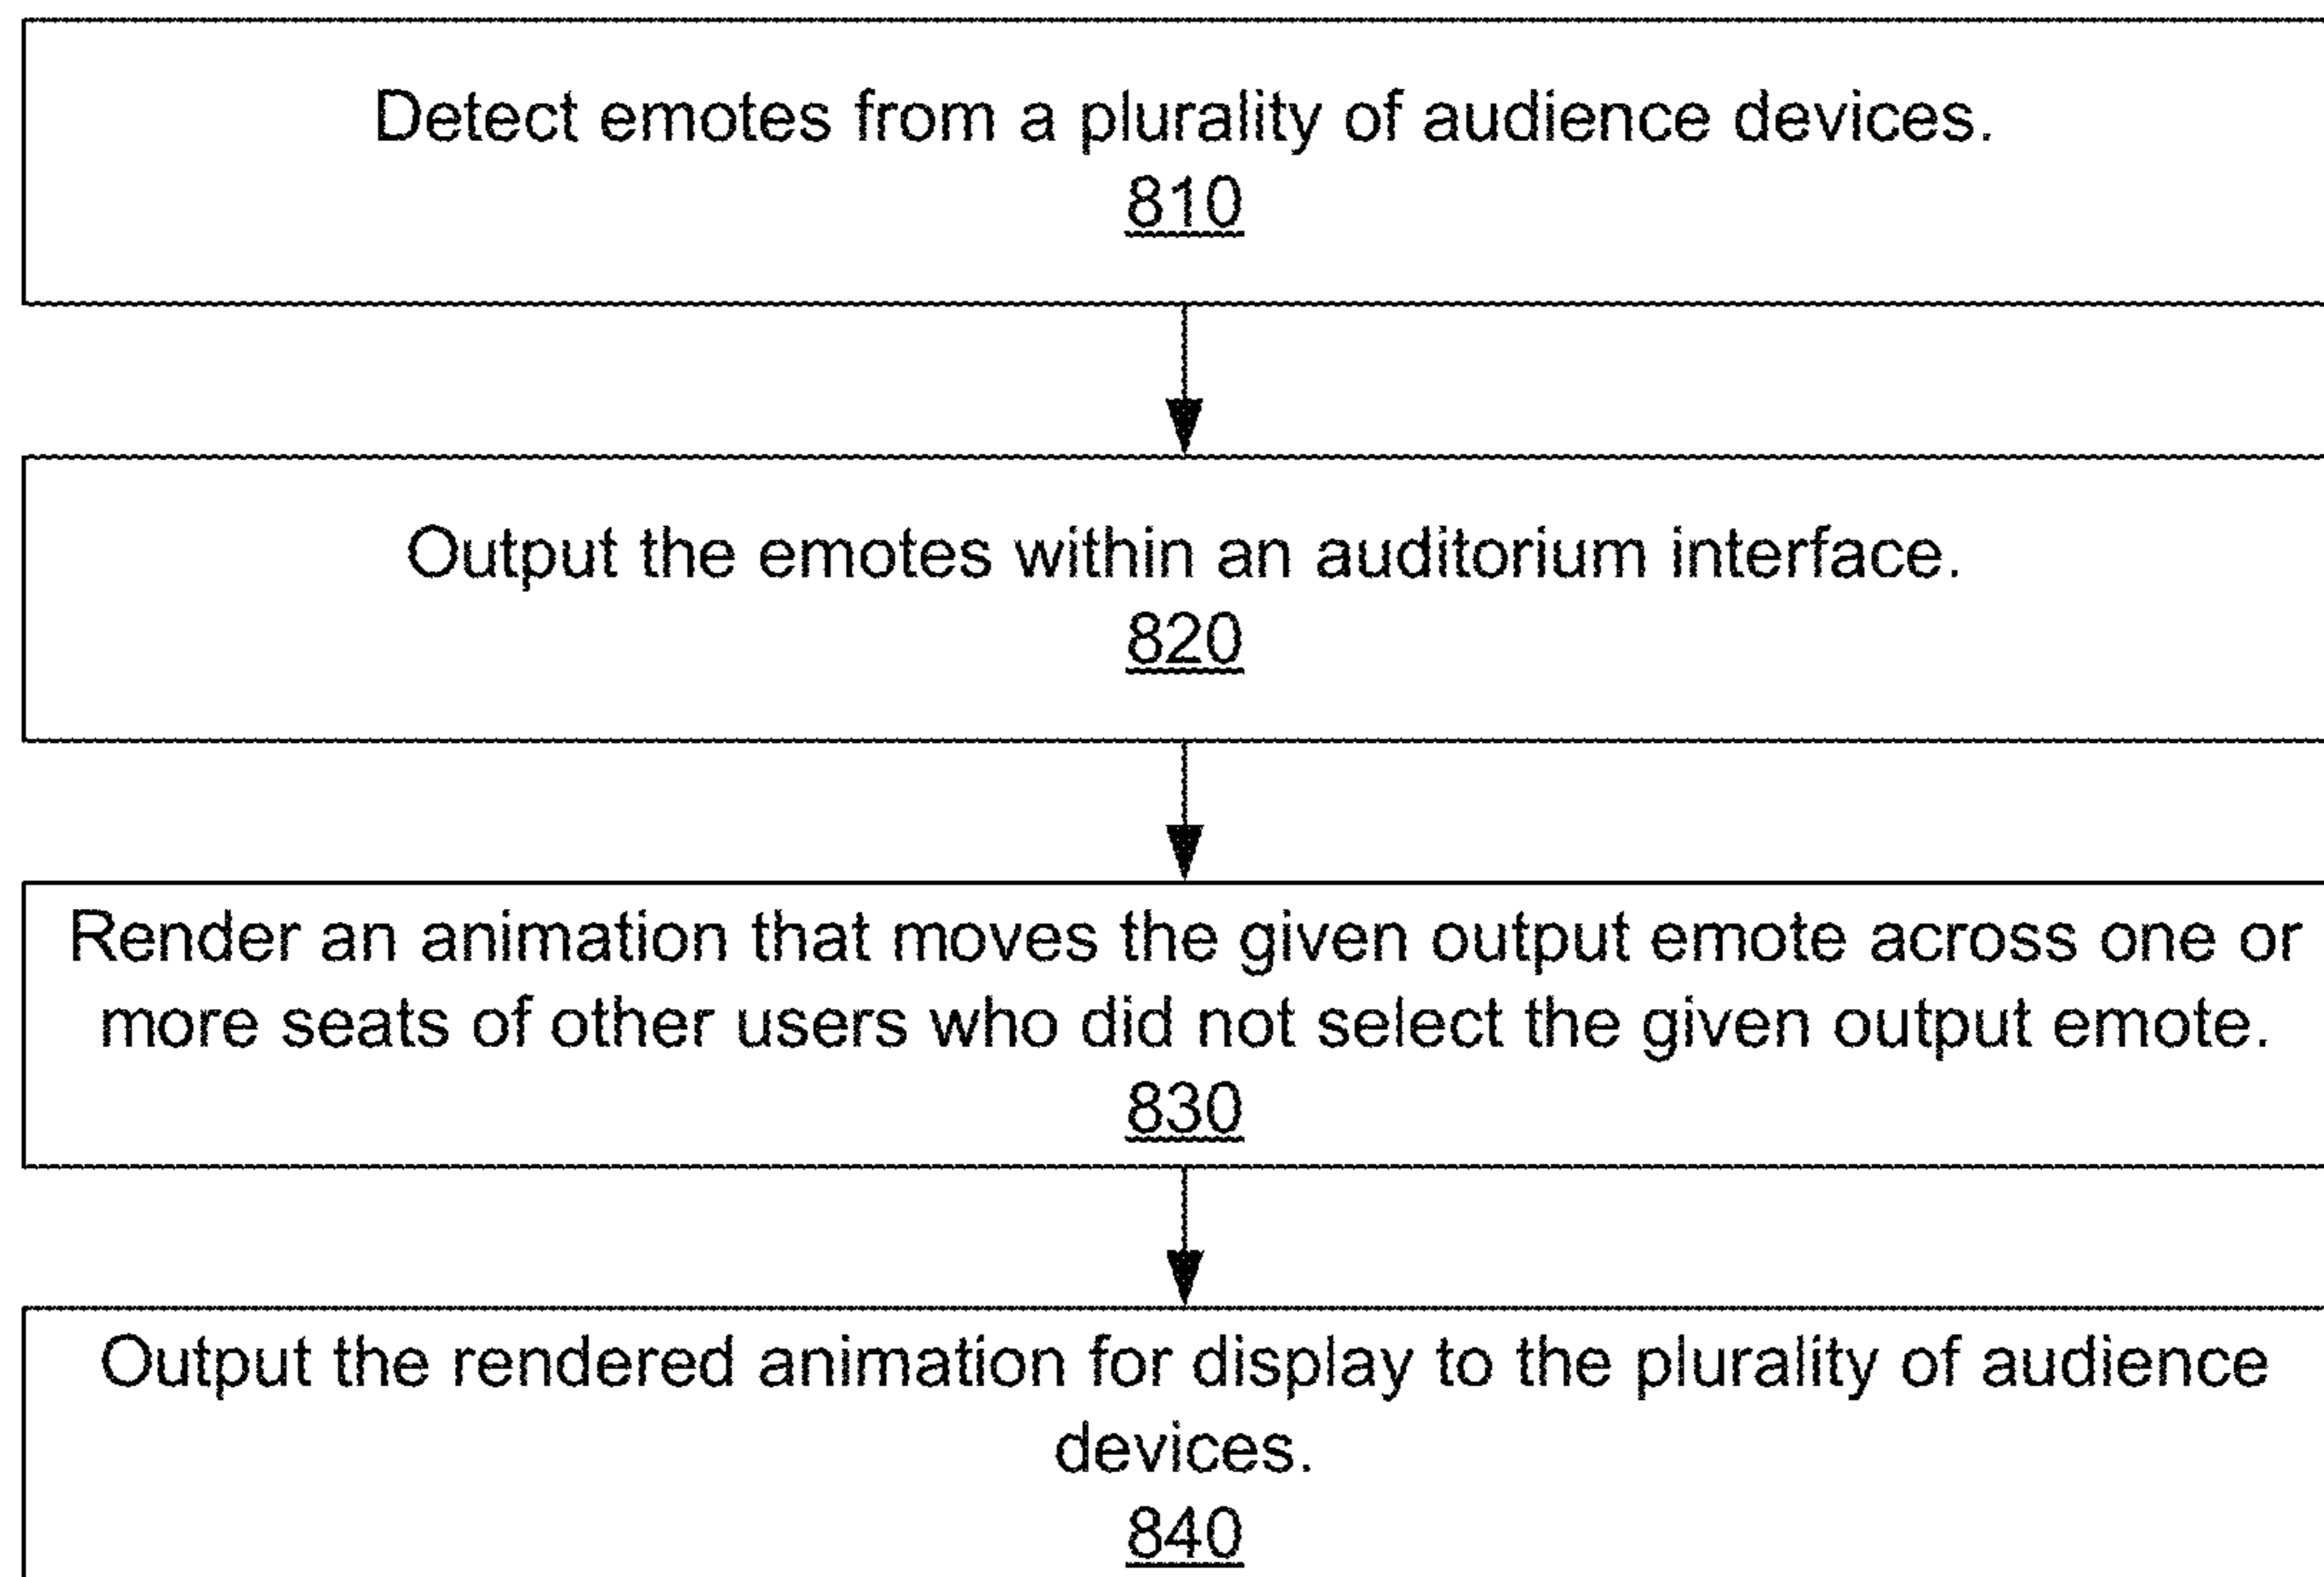 Detect emotes from a plurality of audience devices.
810
Output the emotes within an auditorium interface.
820
Render an animation that moves the given output emote across one or
more seats of other users who did not select the given output emote.
830
Output the rendered animation for display to the plurality of audience
devices.
840